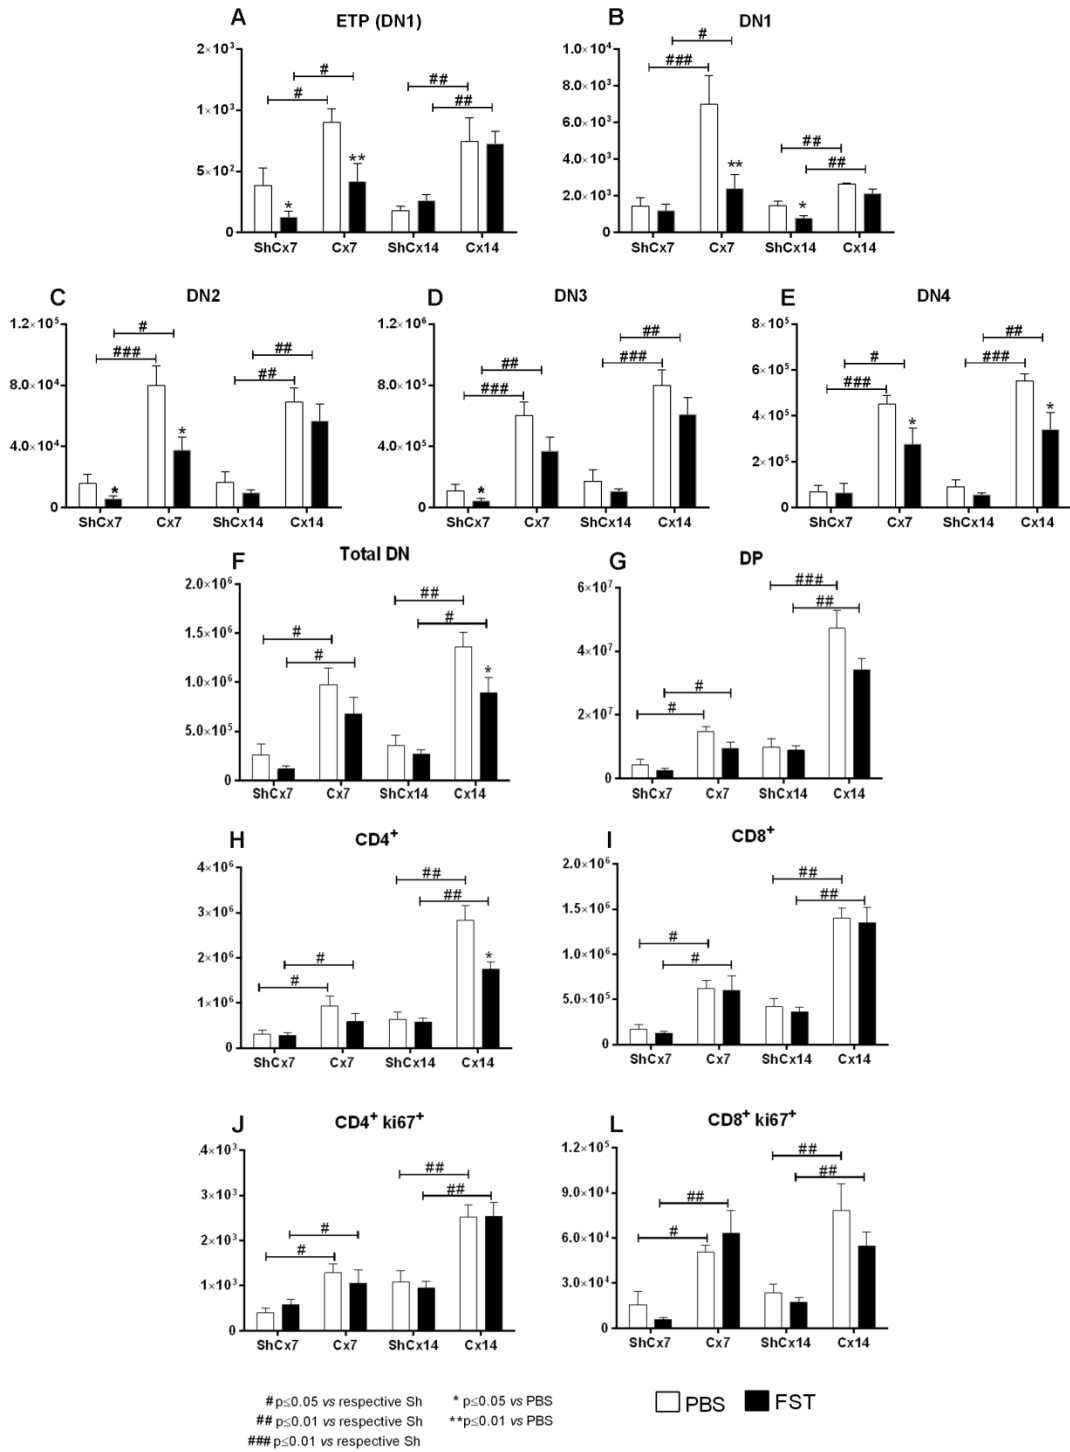 A
ETP (DN1)
2×10³
1×10³
5×10²
0
#
#
##
##
*
**
ShCx7 Cx7 ShCx14 Cx14
B
DN1
1.0×10⁴
8.0×10³
6.0×10³
4.0×10³
2.0×10³
0
#
###
##
##
**
*
ShCx7 Cx7 ShCx14 Cx14
C
DN2
1.2×10⁵
8.0×10⁴
4.0×10⁴
0
#
###
##
##
*
*
ShCx7 Cx7 ShCx14 Cx14
D
DN3
1.2×10⁶
8.0×10⁵
4.0×10⁵
0
##
###
##
###
*
ShCx7 Cx7 ShCx14 Cx14
E
DN4
8×10⁵
6×10⁵
4×10⁵
2×10⁵
0
#
###
##
###
*
*
ShCx7 Cx7 ShCx14 Cx14
F
Total DN
2.0×10⁶
1.5×10⁶
1.0×10⁶
5.0×10⁵
0
#
#
##
#
*
ShCx7 Cx7 ShCx14 Cx14
G
DP
6×10⁷
4×10⁷
2×10⁷
0
#
#
###
##
ShCx7 Cx7 ShCx14 Cx14
H
CD4⁺
4×10⁶
3×10⁶
2×10⁶
1×10⁶
0
#
#
##
##
*
ShCx7 Cx7 ShCx14 Cx14
I
CD8⁺
2.0×10⁶
1.5×10⁶
1.0×10⁶
5.0×10⁵
0
#
#
##
##
ShCx7 Cx7 ShCx14 Cx14
J
CD4⁺ ki67⁺
4×10³
3×10³
2×10³
1×10³
0
#
#
##
##
ShCx7 Cx7 ShCx14 Cx14
L
CD8⁺ ki67⁺
1.2×10⁵
9.0×10⁴
6.0×10⁴
3.0×10⁴
0
##
#
##
##
ShCx7 Cx7 ShCx14 Cx14
# p≤0.05 vs respective Sh
## p≤0.01 vs respective Sh
### p≤0.01 vs respective Sh
* p≤0.05 vs PBS
**p≤0.01 vs PBS
PBS FST